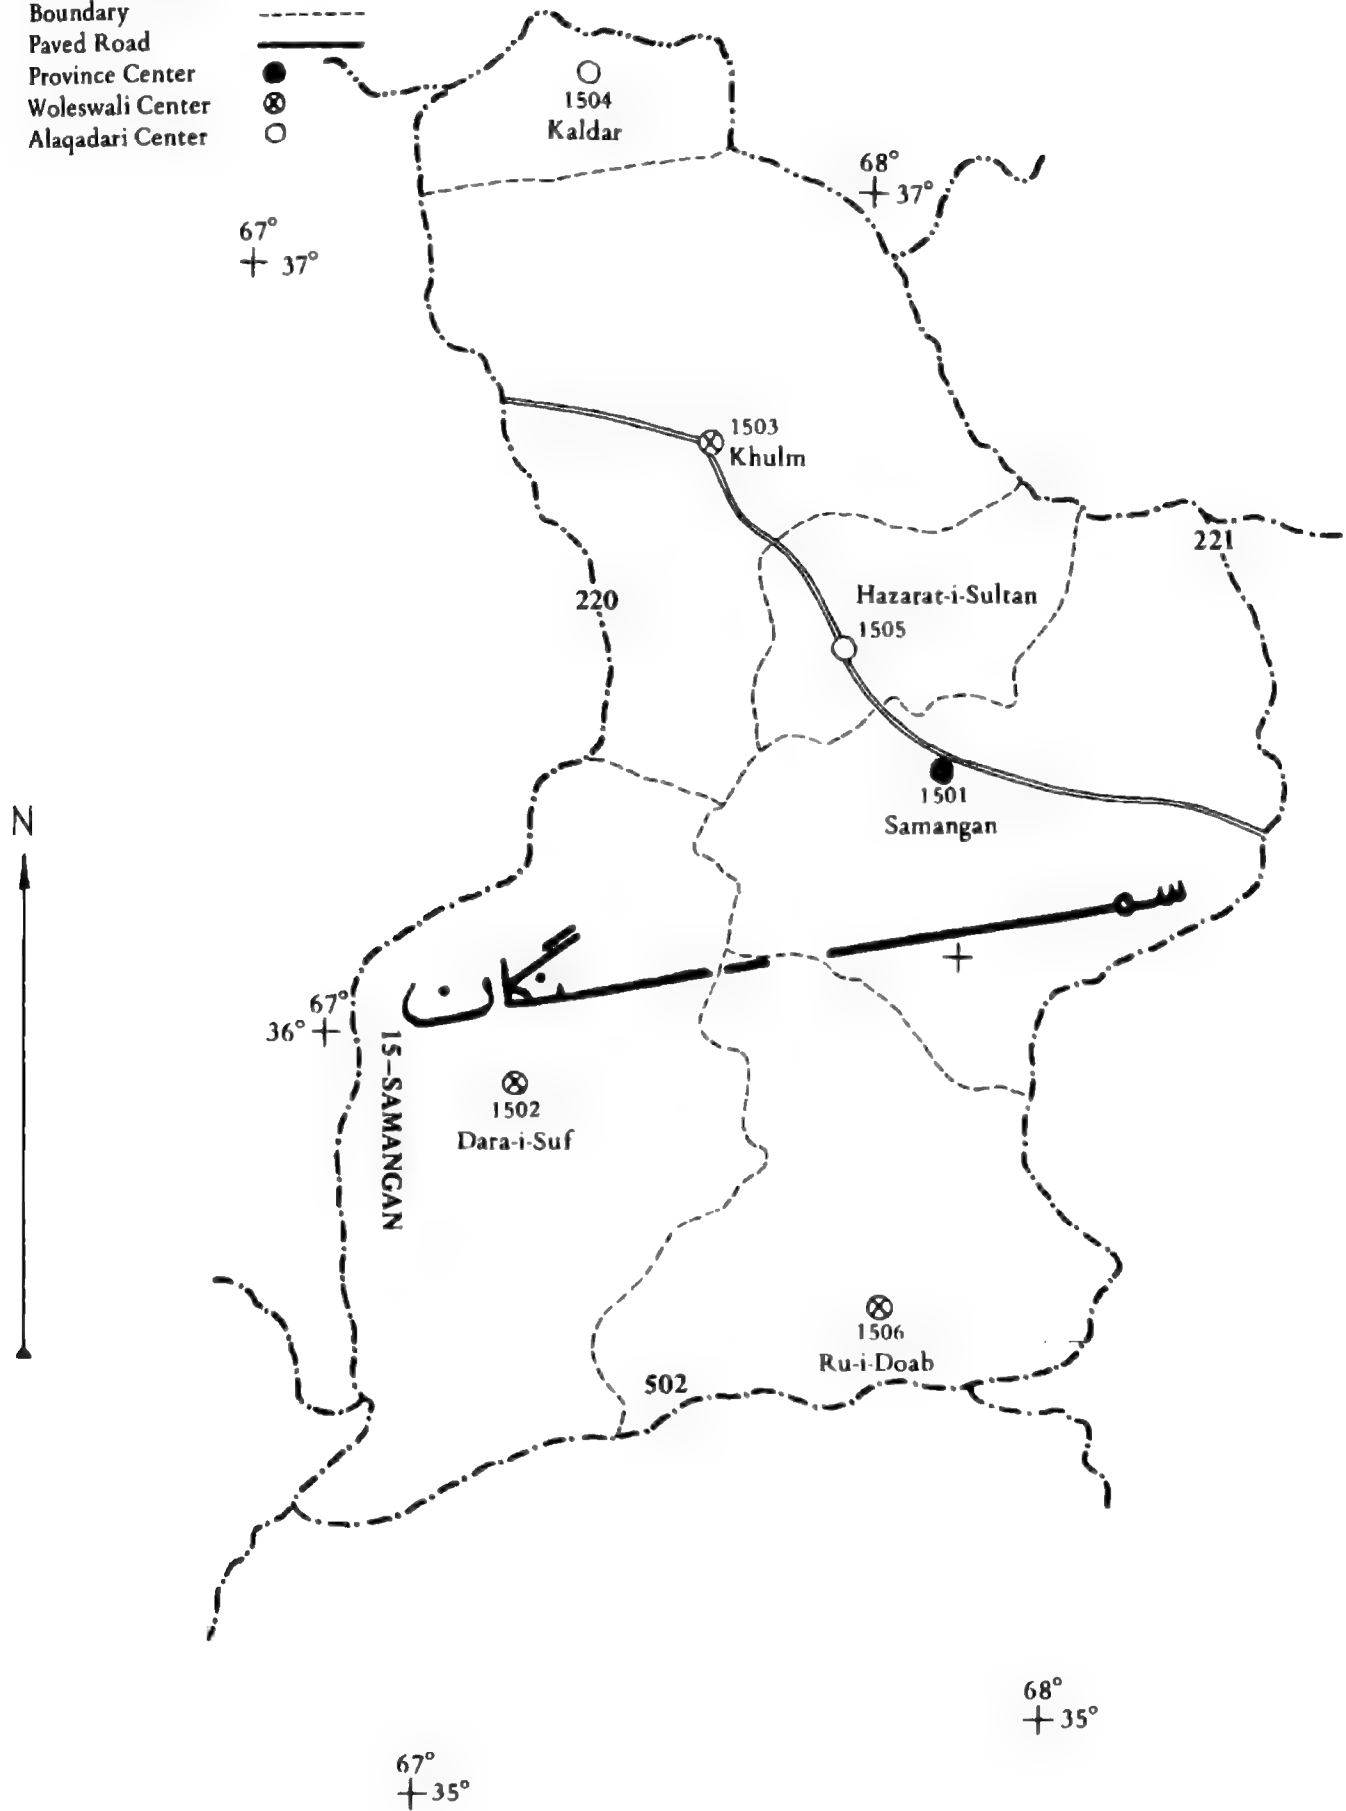 Boundary
Paved Road
Province Center
Woleswali Center
Alaqadari Center
1504
Kaldar
68°
37°
67°
37°
1503
Khulm
221
Hazarat-i-Sultan
220
1505
1501
Samangan
N
سمنگان
67°
36°
15-SAMANGAN
1502
Dara-i-Suf
1506
Ru-i-Doab
502
68°
35°
67°
35°